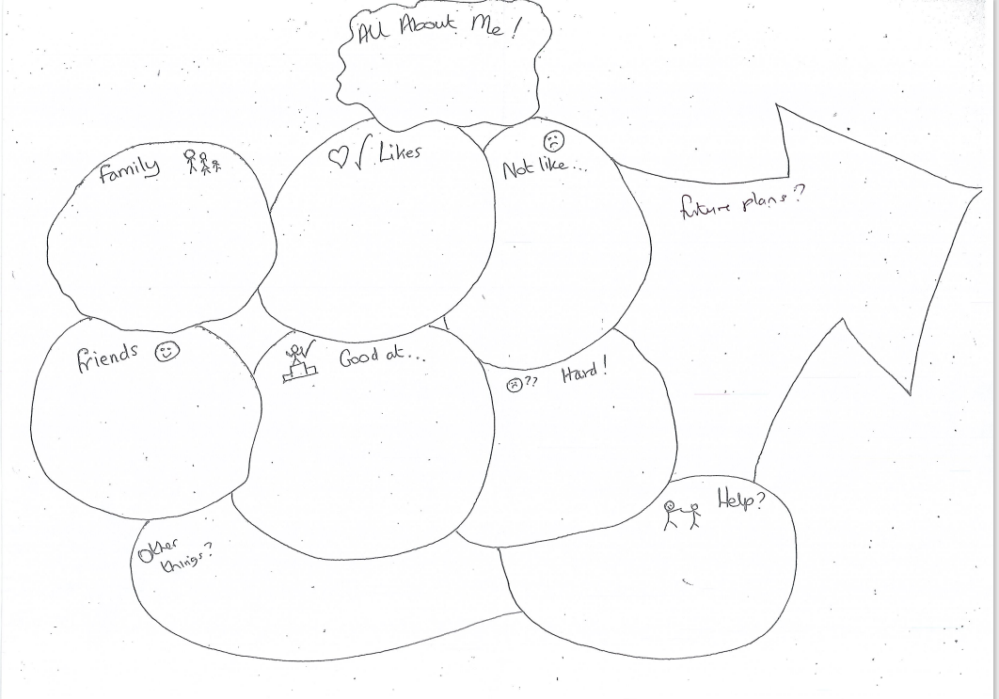 All About Me!
family
Likes
Not like...
future plans?
friends
Good at...
?? Hard!
Help?
Other
things?